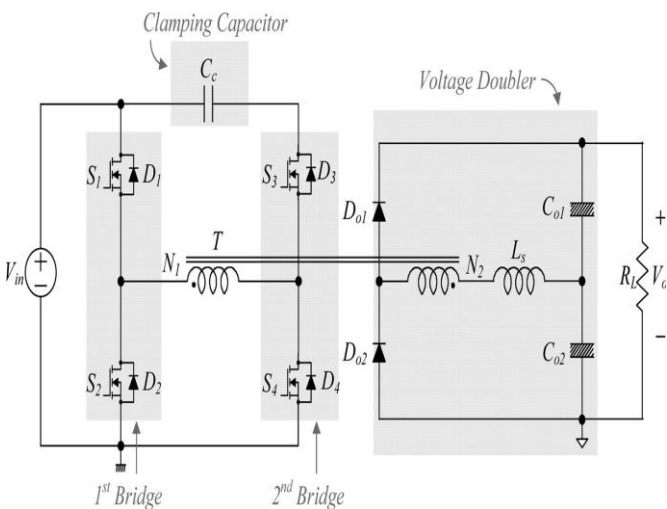 Clamping Capacitor
C_c
Voltage Doubler
S_1
D_1
S_3
D_3
D_o1
C_o1
T
N_1
N_2
L_s
V_in
+
−
R_L
+
V_o
−
D_o2
C_o2
S_2
D_2
S_4
D_4
1^st Bridge
2^nd Bridge